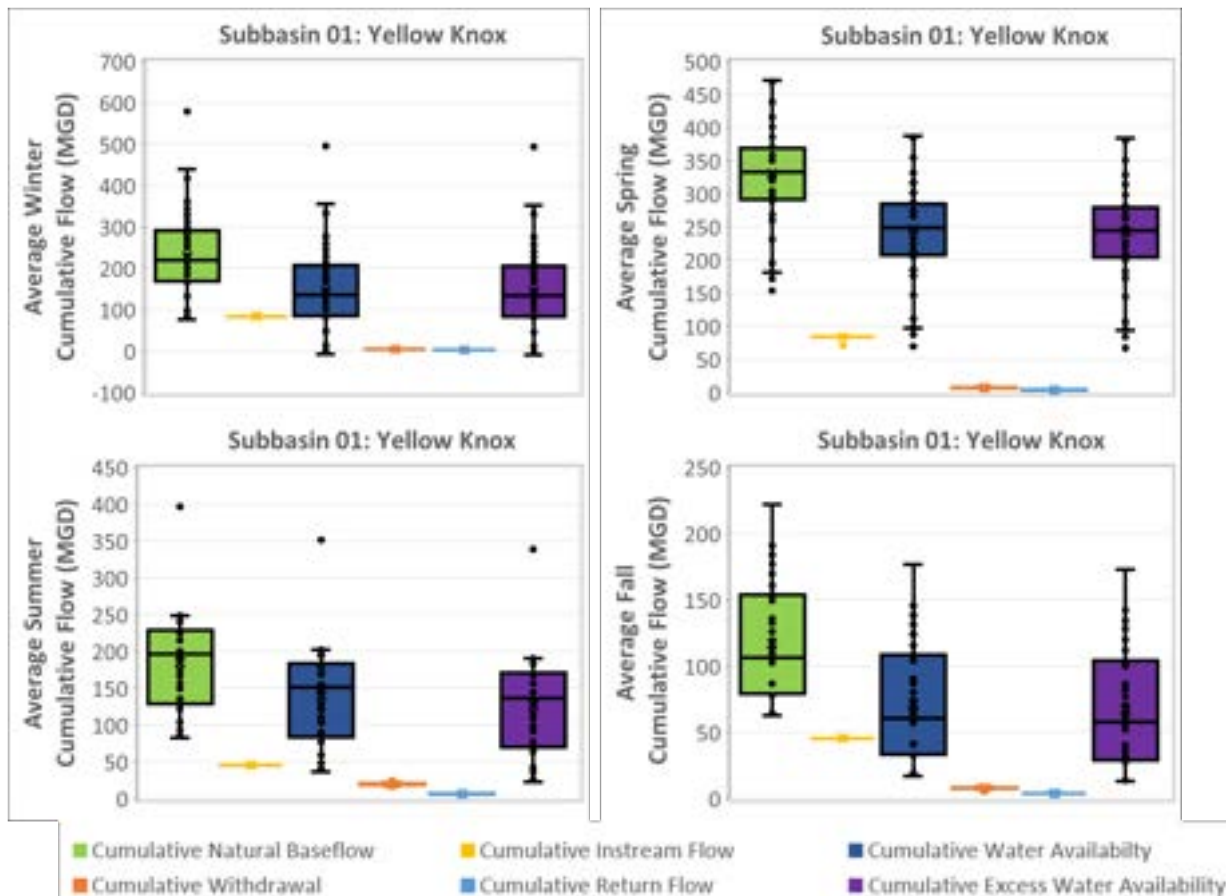 Subbasin 01: Yellow Knox
Average Winter
Cumulative Flow (MGD)
700
600
500
400
300
200
100
0
-100
Subbasin 01: Yellow Knox
Average Spring
Cumulative Flow (MGD)
500
450
400
350
300
250
200
150
100
50
0
Subbasin 01: Yellow Knox
Average Summer
Cumulative Flow (MGD)
450
400
350
300
250
200
150
100
50
0
Subbasin 01: Yellow Knox
Average Fall
Cumulative Flow (MGD)
250
200
150
100
50
0
Cumulative Natural Baseflow
Cumulative Instream Flow
Cumulative Water Availabilty
Cumulative Withdrawal
Cumulative Return Flow
Cumulative Excess Water Availability